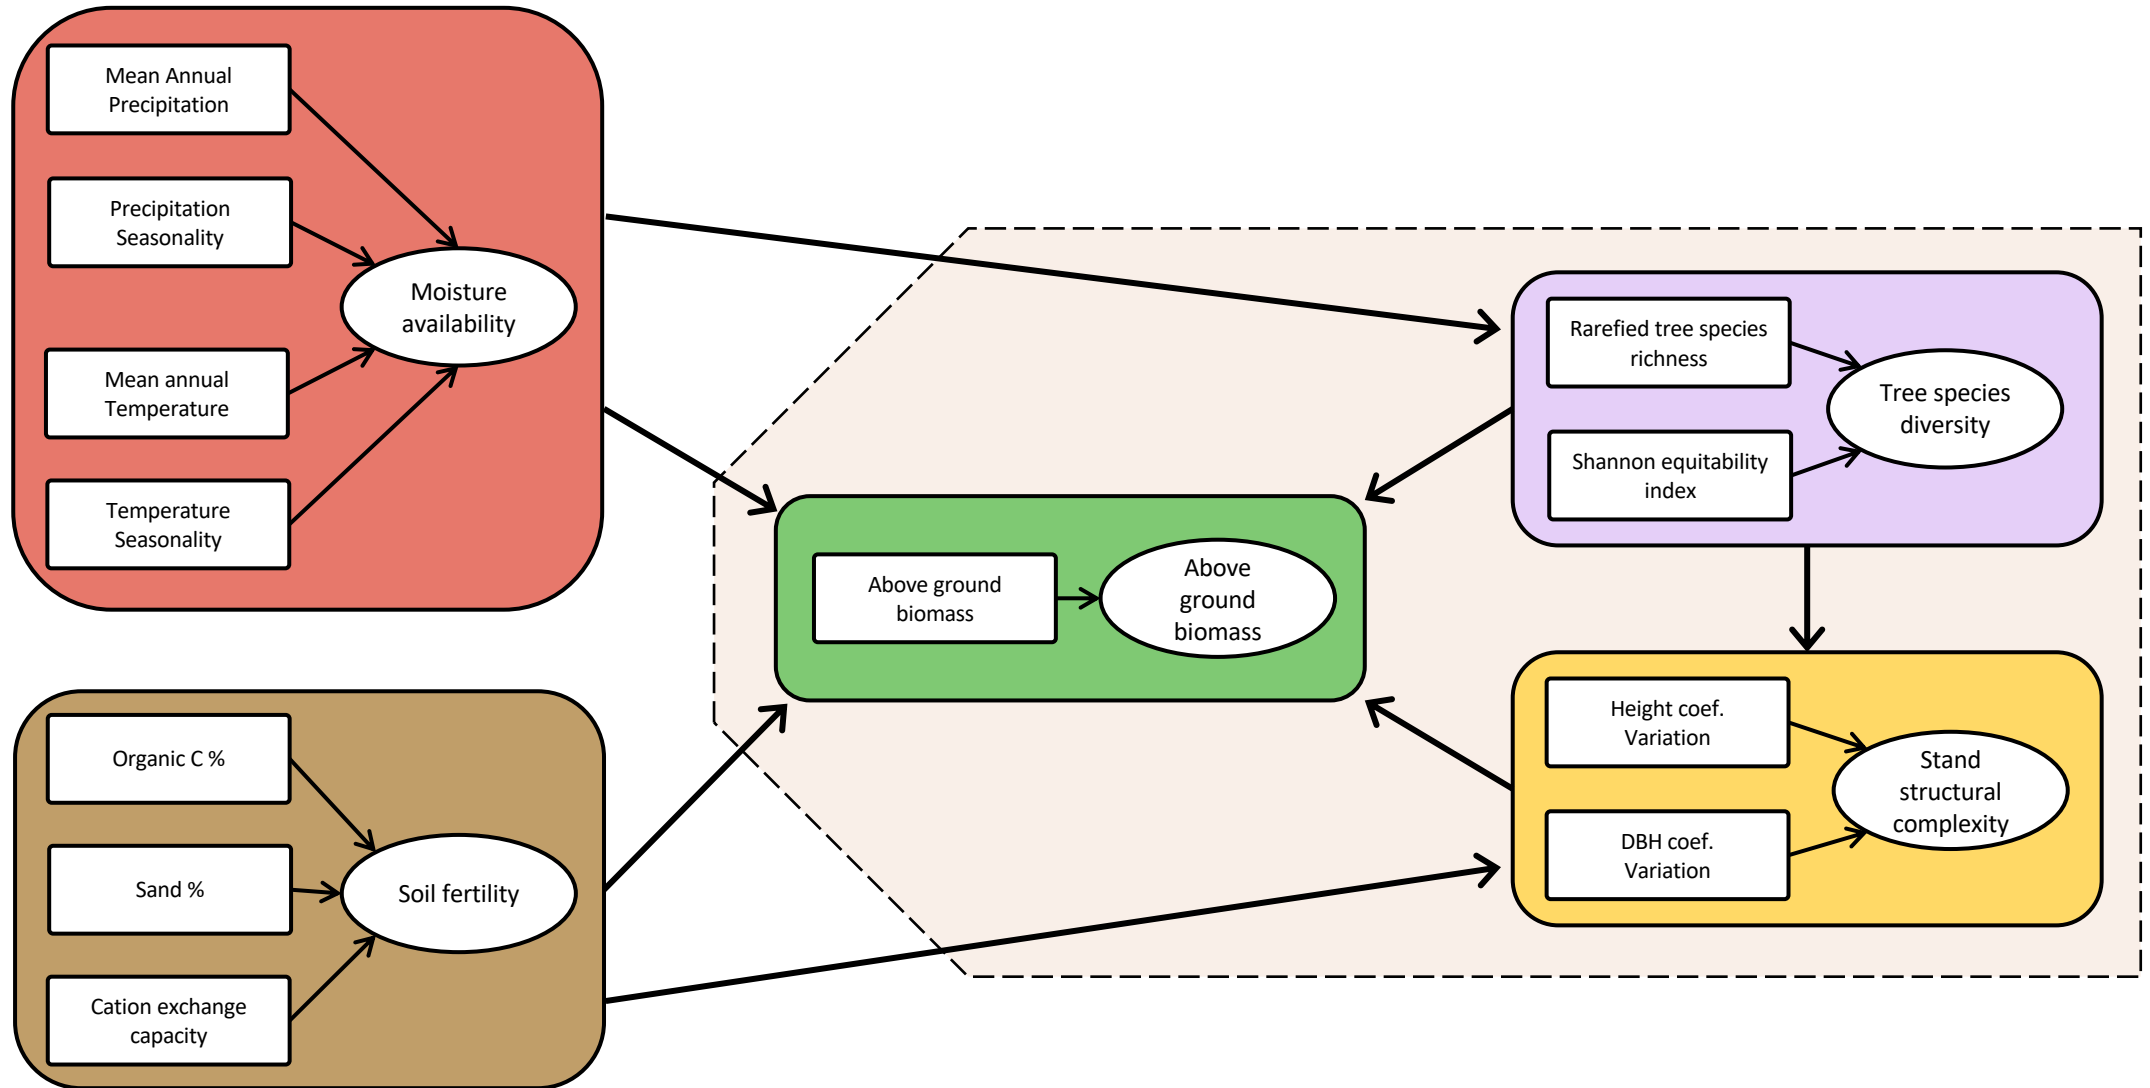 Mean Annual
Precipitation
Precipitation
Seasonality
Moisture
availability
Mean annual
Temperature
Temperature
Seasonality
Rarefied tree species
richness
Tree species
diversity
Shannon equitability
index
Above ground
biomass
Above
ground
biomass
Height coef.
Variation
Stand
structural
complexity
DBH coef.
Variation
Organic C %
Sand %
Soil fertility
Cation exchange
capacity